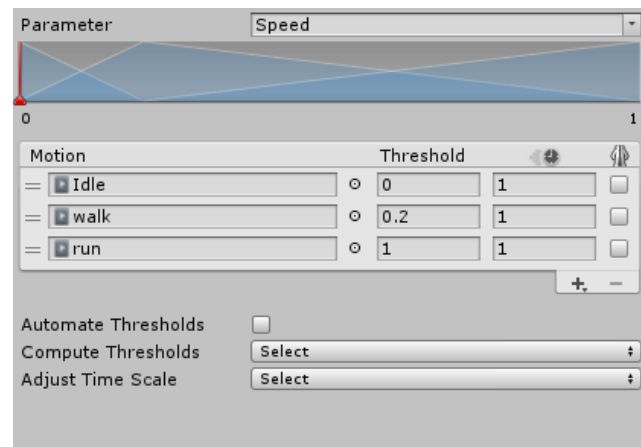 Parameter Speed
0 1
Motion Threshold
Idle 0 1
walk 0.2 1
run 1 1
Automate Thresholds
Compute Thresholds Select
Adjust Time Scale Select